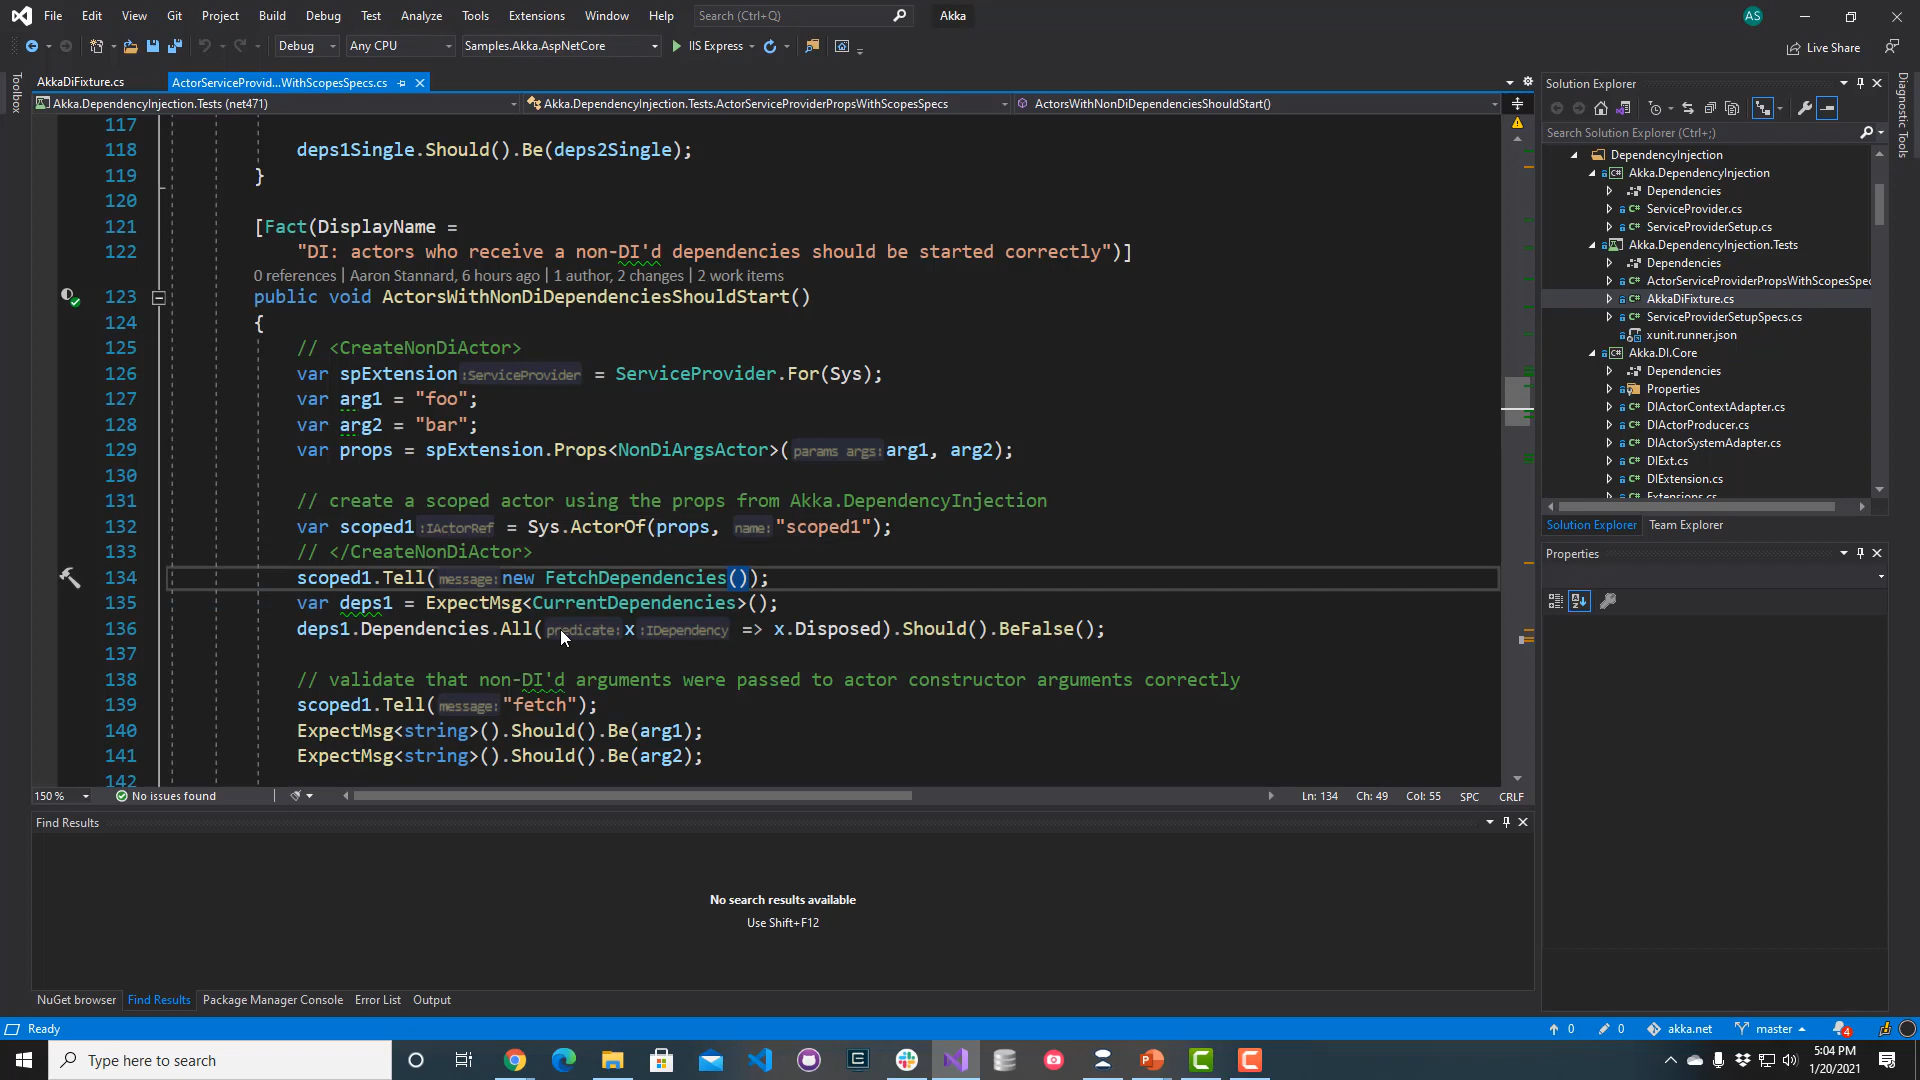 File Edit View Git Project Build Debug Test Analyze Tools Extensions Window Help Search (Ctrl+Q) Akka AS
Debug Any CPU Samples.Akka.AspNetCore IIS Express Live Share
Toolbox
AkkaDiFixture.cs ActorServiceProvid...WithScopesSpecs.cs
Akka.DependencyInjection.Tests (net471) Akka.DependencyInjection.Tests.ActorServiceProviderPropsWithScopesSpecs ActorsWithNonDiDependenciesShouldStart()
117
118 deps1Single.Should().Be(deps2Single);
119 }
120
121 [Fact(DisplayName =
122 "DI: actors who receive a non-DI'd dependencies should be started correctly")]
0 references | Aaron Stannard, 6 hours ago | 1 author, 2 changes | 2 work items
123 public void ActorsWithNonDiDependenciesShouldStart()
124 {
125 // <CreateNonDiActor>
126 var spExtension :ServiceProvider = ServiceProvider.For(Sys);
127 var arg1 = "foo";
128 var arg2 = "bar";
129 var props = spExtension.Props<NonDiArgsActor>( params args: arg1, arg2);
130
131 // create a scoped actor using the props from Akka.DependencyInjection
132 var scoped1 :IActorRef = Sys.ActorOf(props, name: "scoped1");
133 // </CreateNonDiActor>
134 scoped1.Tell( message: new FetchDependencies());
135 var deps1 = ExpectMsg<CurrentDependencies>();
136 deps1.Dependencies.All( predicate: x :IDependency => x.Disposed).Should().BeFalse();
137
138 // validate that non-DI'd arguments were passed to actor constructor arguments correctly
139 scoped1.Tell( message: "fetch");
140 ExpectMsg<string>().Should().Be(arg1);
141 ExpectMsg<string>().Should().Be(arg2);
142
150 % No issues found Ln: 134 Ch: 49 Col: 55 SPC CRLF
Find Results
No search results available
Use Shift+F12
NuGet browser Find Results Package Manager Console Error List Output
Solution Explorer
Search Solution Explorer (Ctrl+;)
DependencyInjection
Akka.DependencyInjection
Dependencies
ServiceProvider.cs
ServiceProviderSetup.cs
Akka.DependencyInjection.Tests
Dependencies
ActorServiceProviderPropsWithScopesSpec
AkkaDiFixture.cs
ServiceProviderSetupSpecs.cs
xunit.runner.json
Akka.DI.Core
Dependencies
Properties
DIActorContextAdapter.cs
DIActorProducer.cs
DIActorSystemAdapter.cs
DIExt.cs
DIExtension.cs
Extensions.cs
Solution Explorer Team Explorer
Properties
Diagnostic Tools
Ready 0 0 akka.net master 4
Type here to search
5:04 PM
1/20/2021